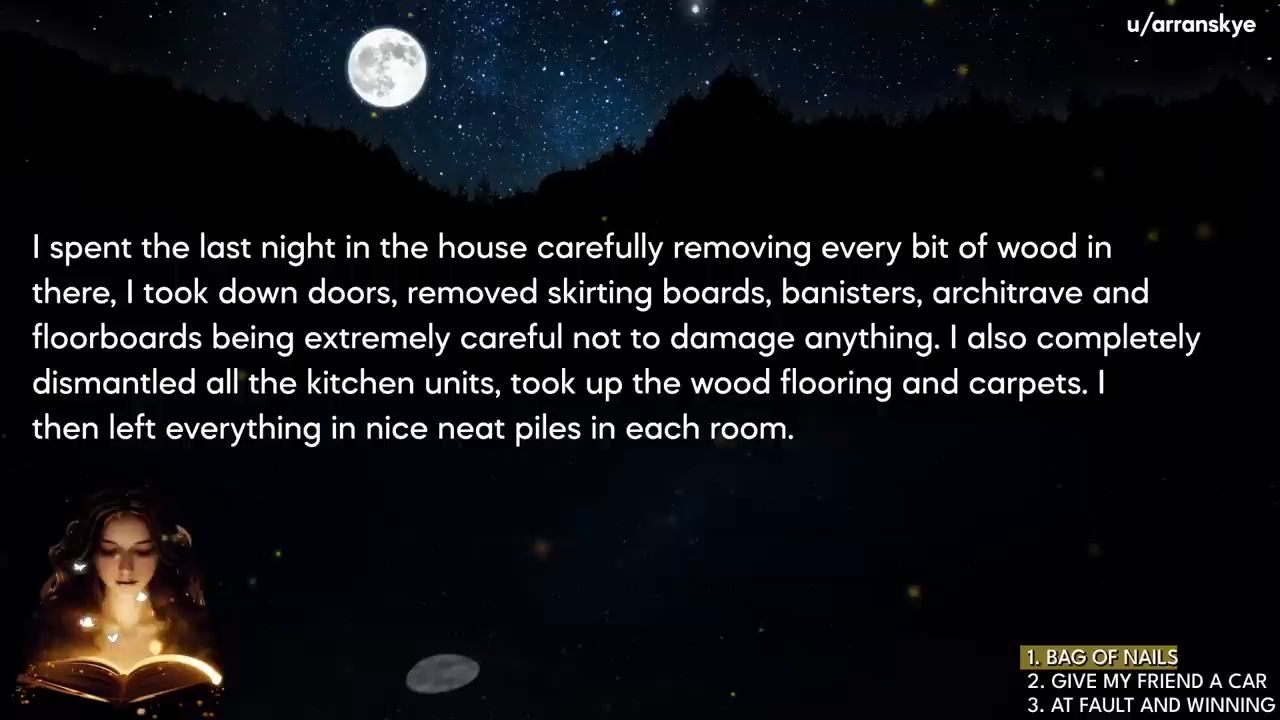 u/arranskye
I spent the last night in the house carefully removing every bit of wood in
there, I took down doors, removed skirting boards, banisters, architrave and
floorboards being extremely careful not to damage anything. I also completely
dismantled all the kitchen units, took up the wood flooring and carpets. I
then left everything in nice neat piles in each room.
1. BAG OF NAILS
2. GIVE MY FRIEND A CAR
3. AT FAULT AND WINNING